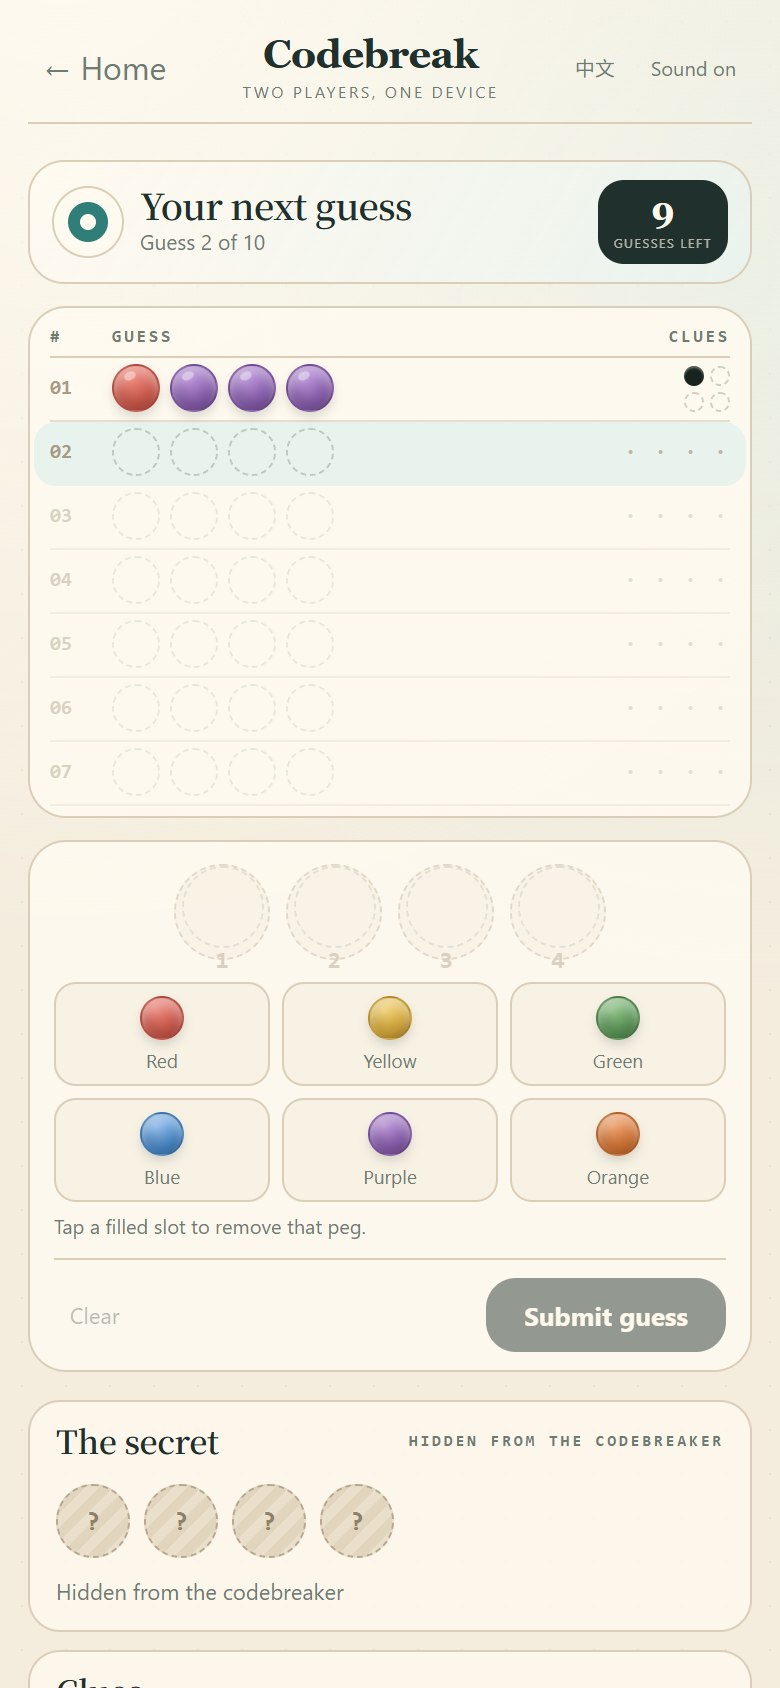 ← Home
Codebreak
TWO PLAYERS, ONE DEVICE
中文
Sound on
Your next guess
Guess 2 of 10
9
GUESSES LEFT
# GUESS CLUES
01
02
03
04
05
06
07
1 2 3 4
Red Yellow Green
Blue Purple Orange
Tap a filled slot to remove that peg.
Clear Submit guess
The secret HIDDEN FROM THE CODEBREAKER
? ? ? ?
Hidden from the codebreaker